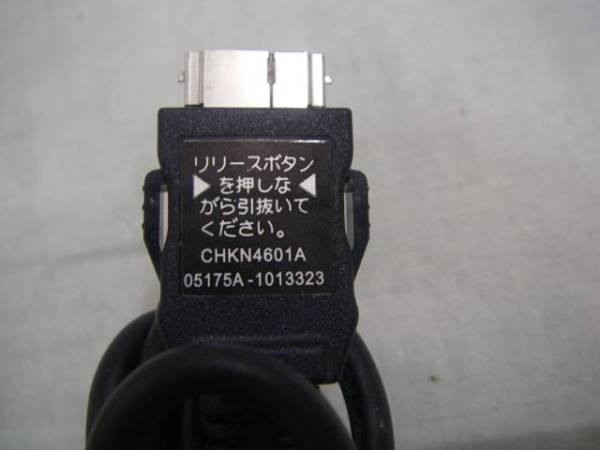 リリースボタン
▶を押しな◀
がら引抜いて
ください。
CHKN4601A
05175A-1013323